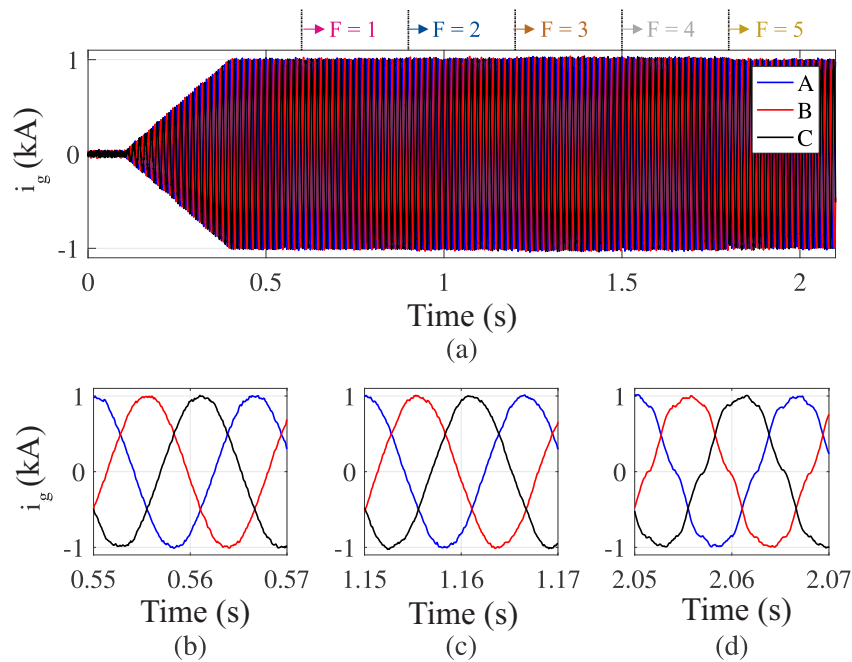 F = 1 F = 2 F = 3 F = 4 F = 5
1
0
-1
i_g (kA)
A
B
C
0 0.5 1 1.5 2
Time (s)
(a)
1
0
-1
i_g (kA)
0.55 0.56 0.57
Time (s)
(b)
1
0
-1
1.15 1.16 1.17
Time (s)
(c)
1
0
-1
2.05 2.06 2.07
Time (s)
(d)